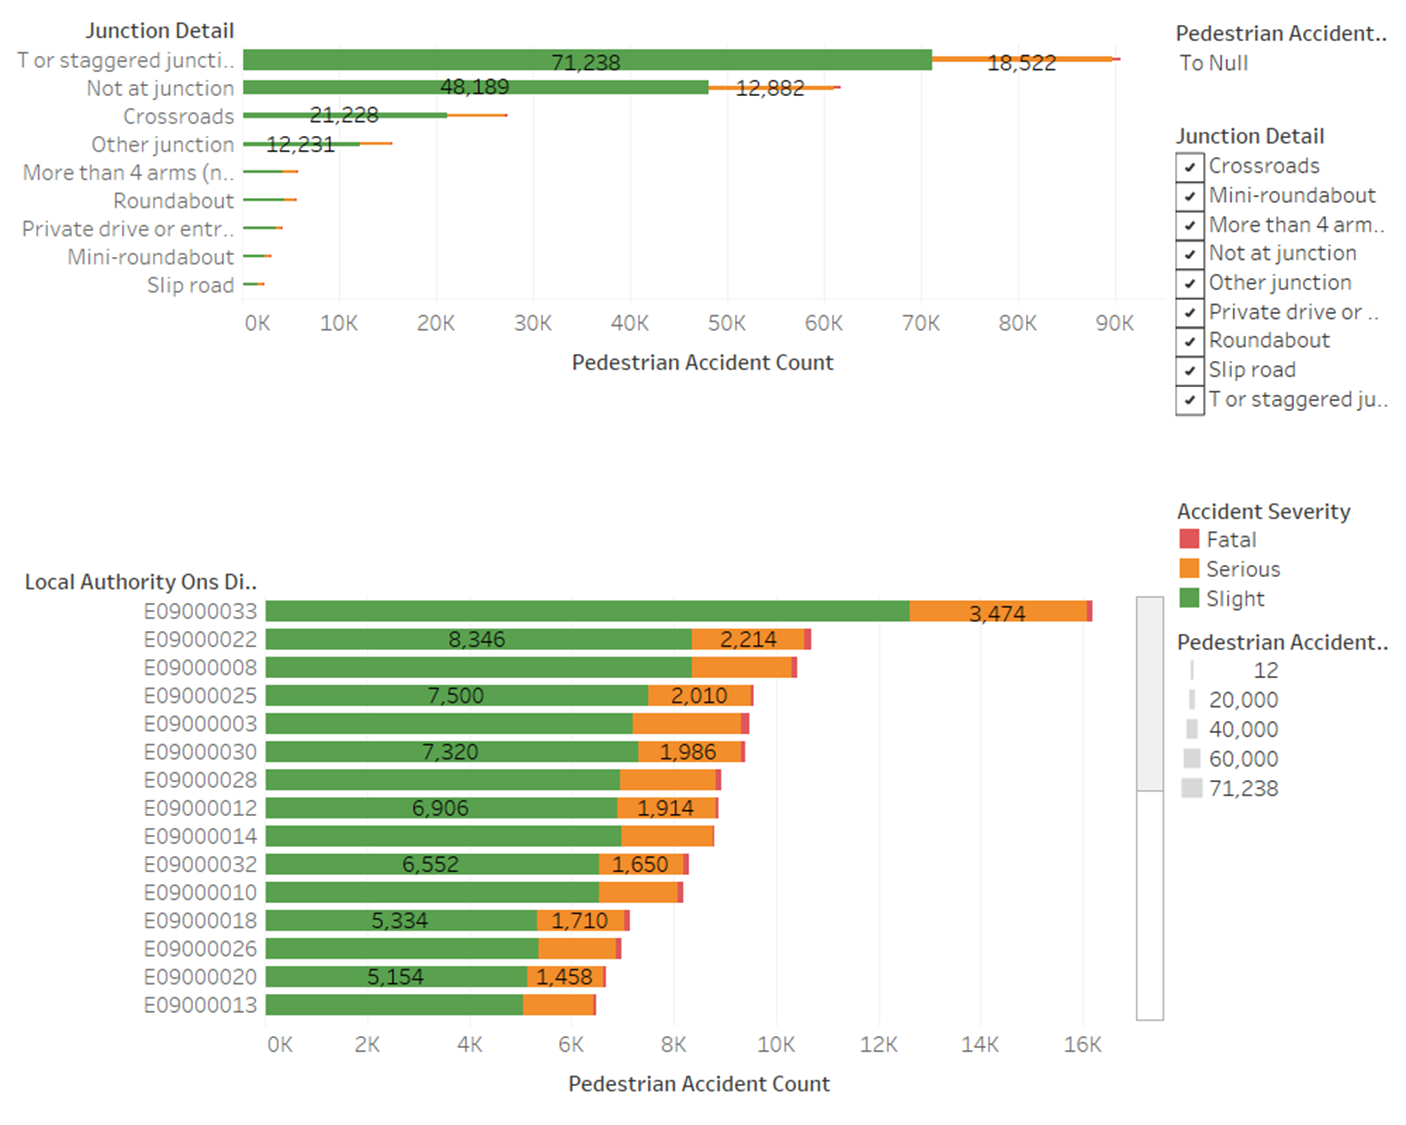 Junction Detail
T or staggered juncti..
71,238
18,522
Not at junction
48,189
12,882
Crossroads
21,228
Other junction
12,231
More than 4 arms (n..
Roundabout
Private drive or entr..
Mini-roundabout
Slip road
0K 10K 20K 30K 40K 50K 60K 70K 80K 90K
Pedestrian Accident Count
Pedestrian Accident..
To Null
Junction Detail
Crossroads
Mini-roundabout
More than 4 arm..
Not at junction
Other junction
Private drive or ..
Roundabout
Slip road
T or staggered ju..
Local Authority Ons Di..
E09000033 3,474
E09000022 8,346 2,214
E09000008
E09000025 7,500 2,010
E09000003
E09000030 7,320 1,986
E09000028
E09000012 6,906 1,914
E09000014
E09000032 6,552 1,650
E09000010
E09000018 5,334 1,710
E09000026
E09000020 5,154 1,458
E09000013
0K 2K 4K 6K 8K 10K 12K 14K 16K
Pedestrian Accident Count
Accident Severity
Fatal
Serious
Slight
Pedestrian Accident..
12
20,000
40,000
60,000
71,238